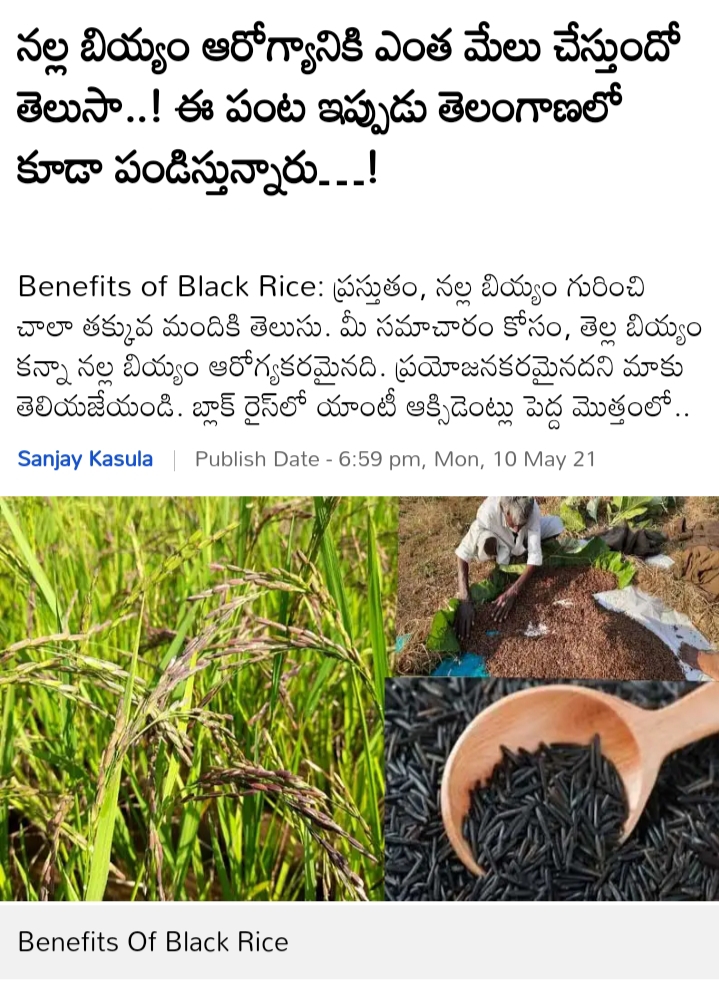 నల్ల బియ్యం ఆరోగ్యానికి ఎంత మేలు చేస్తుందో
తెలుసా..! ఈ పంట ఇప్పుడు తెలంగాణలో
కూడా పండిస్తున్నారు...!
Benefits of Black Rice: ప్రస్తుతం, నల్ల బియ్యం గురించి
చాలా తక్కువ మందికి తెలుసు. మీ సమాచారం కోసం, తెల్ల బియ్యం
కన్నా నల్ల బియ్యం ఆరోగ్యకరమైనది. ప్రయోజనకరమైనదని మాకు
తెలియజేయండి. బ్లాక్ రైస్‌లో యాంటీ ఆక్సిడెంట్లు పెద్ద మొత్తంలో..
Sanjay Kasula | Publish Date - 6:59 pm, Mon, 10 May 21
Benefits Of Black Rice